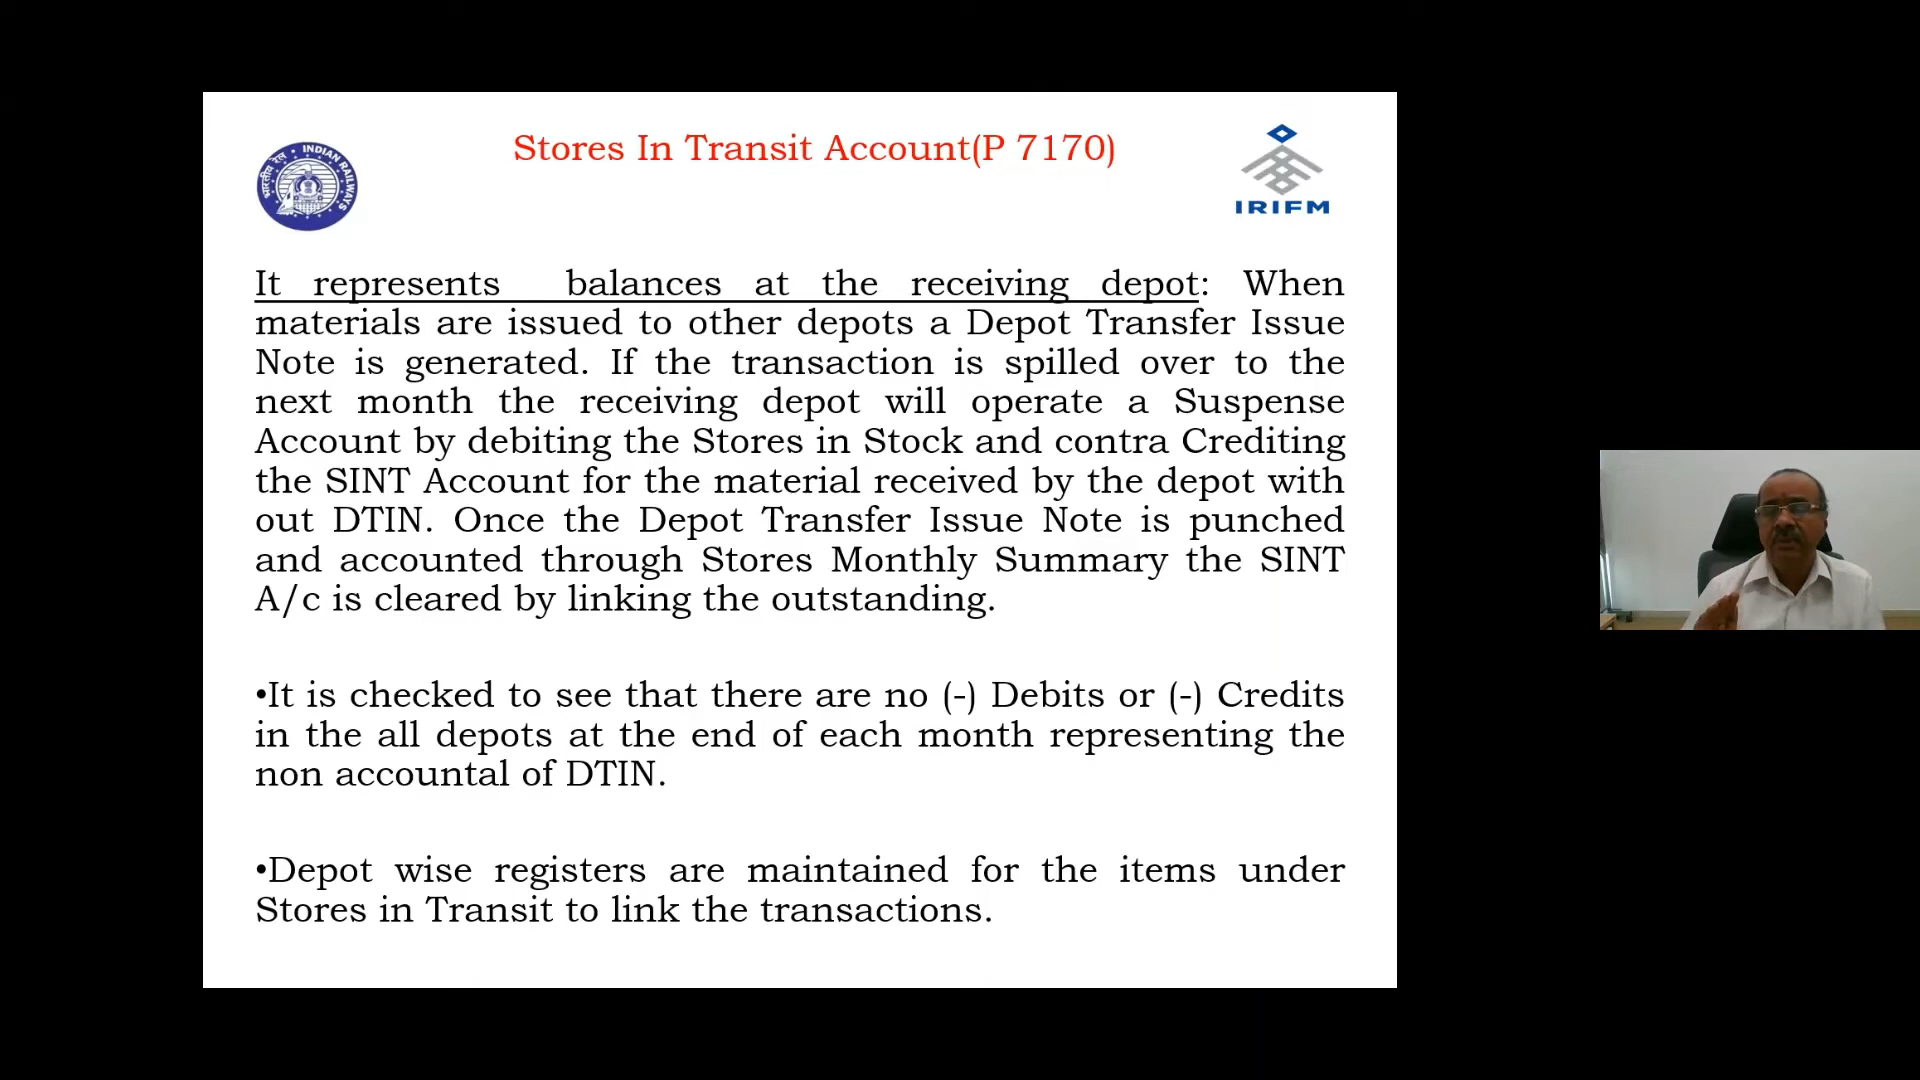 Stores In Transit Account(P 7170)
भारतीय रेल • INDIAN RAILWAYS
IRIFM
It represents balances at the receiving depot: When
materials are issued to other depots a Depot Transfer Issue
Note is generated. If the transaction is spilled over to the
next month the receiving depot will operate a Suspense
Account by debiting the Stores in Stock and contra Crediting
the SINT Account for the material received by the depot with
out DTIN. Once the Depot Transfer Issue Note is punched
and accounted through Stores Monthly Summary the SINT
A/c is cleared by linking the outstanding.
•It is checked to see that there are no (-) Debits or (-) Credits
in the all depots at the end of each month representing the
non accountal of DTIN.
•Depot wise registers are maintained for the items under
Stores in Transit to link the transactions.